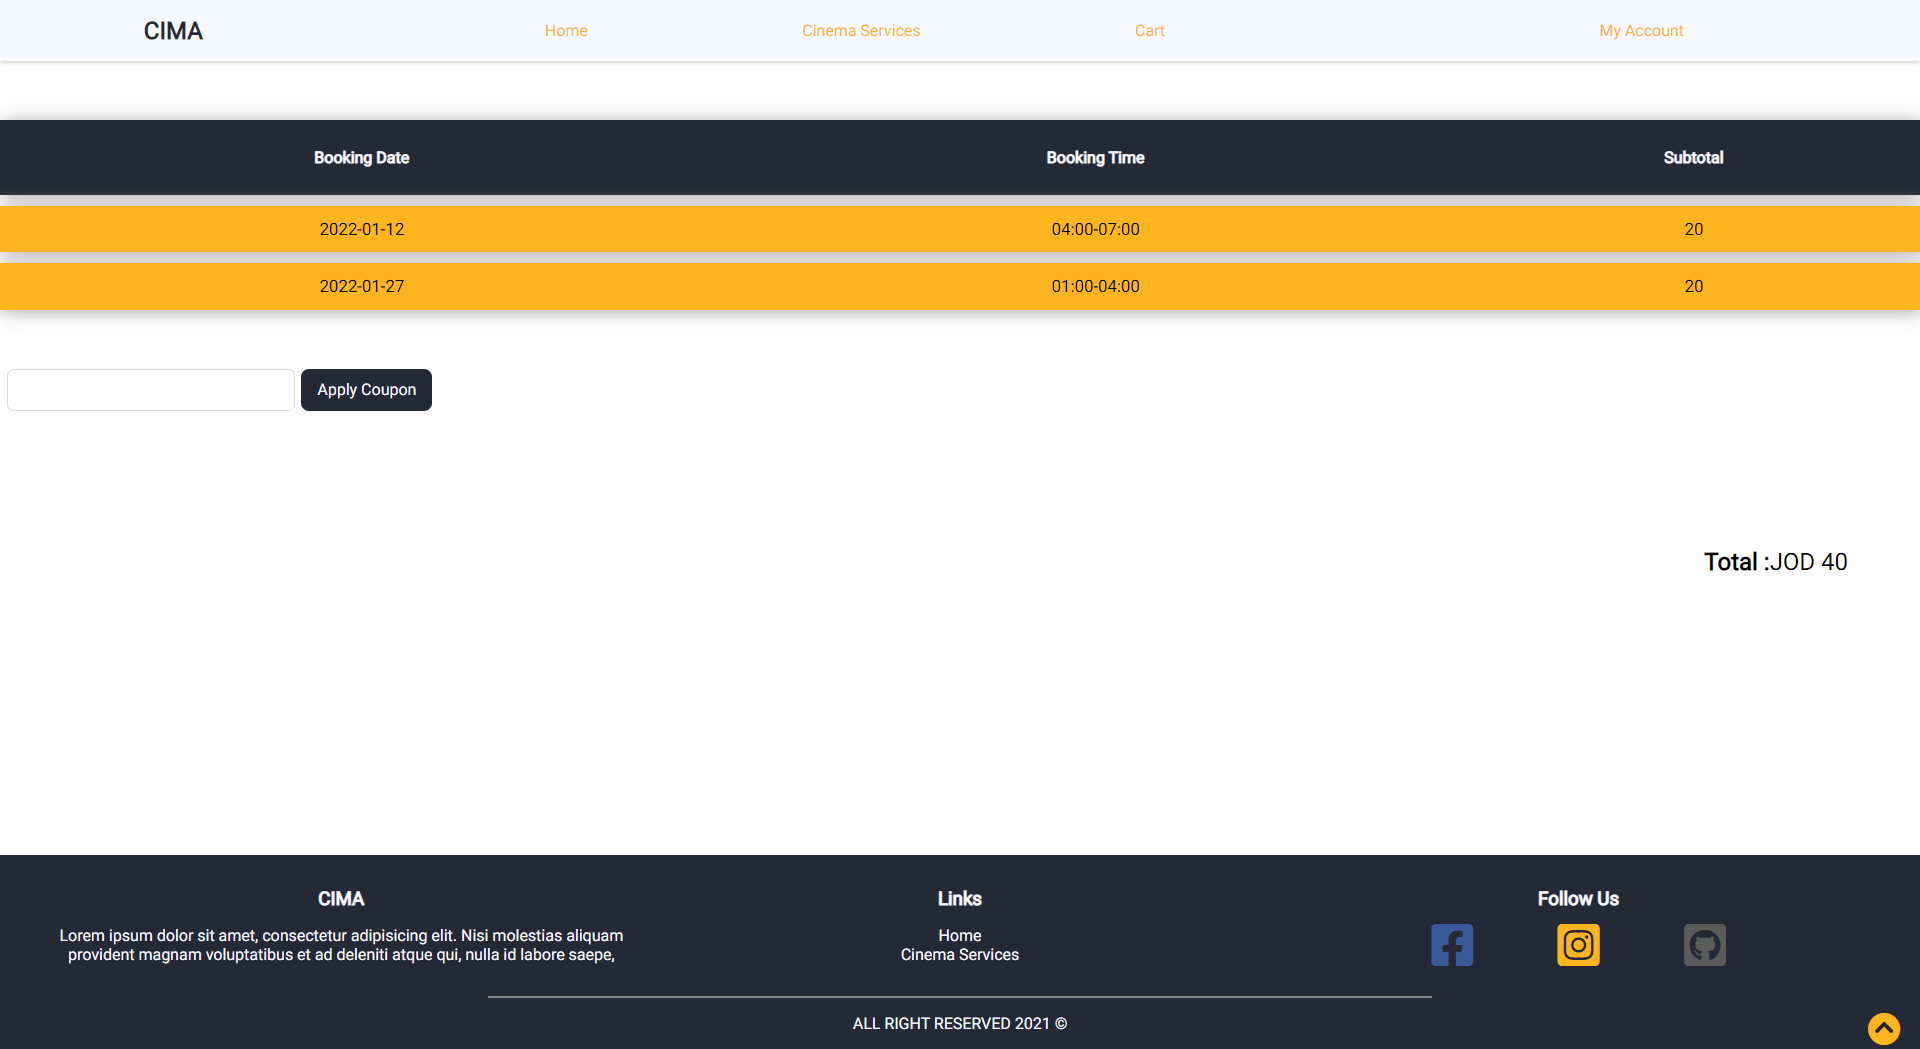 CIMA Home Cinema Services Cart My Account
Booking Date Booking Time Subtotal
2022-01-12 04:00-07:00 20
2022-01-27 01:00-04:00 20
Apply Coupon
Total :JOD 40
CIMA
Lorem ipsum dolor sit amet, consectetur adipisicing elit. Nisi molestias aliquam
provident magnam voluptatibus et ad deleniti atque qui, nulla id labore saepe,
Links
Home
Cinema Services
Follow Us
ALL RIGHT RESERVED 2021 ©